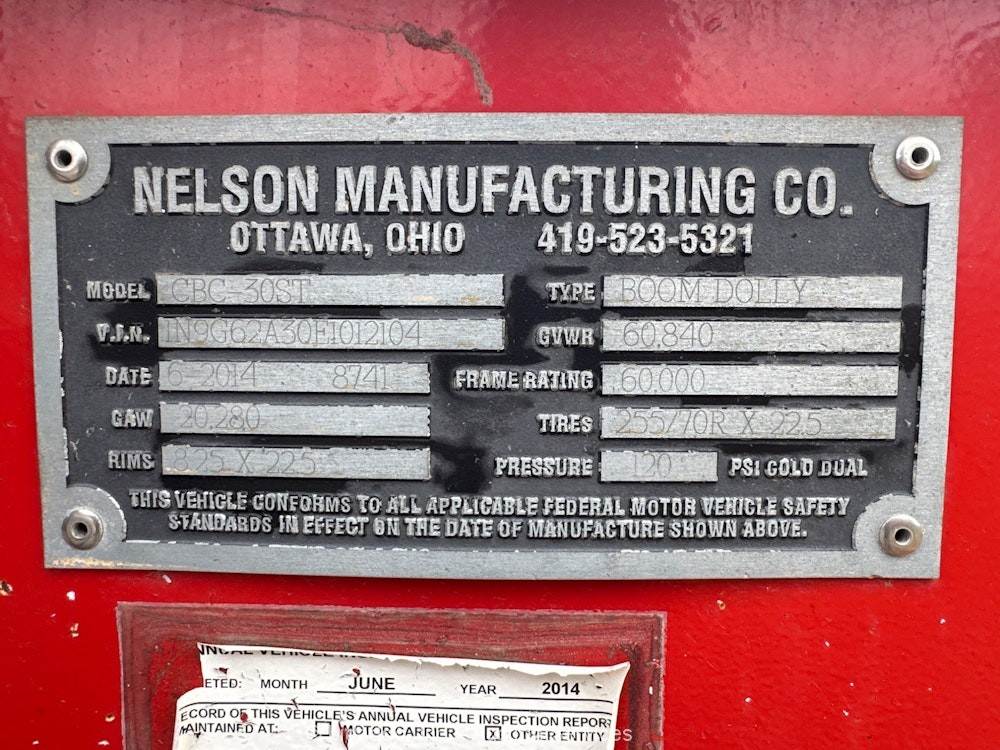 NELSON MANUFACTURING CO.
OTTAWA, OHIO 419-523-5321
MODEL CBC-30ST TYPE BOOM DOLLY
V.I.N. 1N9G62A30E1012104 GVWR 60,840
DATE 6 2014 8741 FRAME RATING 60,000
GAW 20,280 TIRES 255/70R X 22.5
RIMS 8.25 X 22.5 PRESSURE 120 PSI COLD DUAL
THIS VEHICLE CONFORMS TO ALL APPLICABLE FEDERAL MOTOR VEHICLE SAFETY
STANDARDS IN EFFECT ON THE DATE OF MANUFACTURE SHOWN ABOVE.
ETED: MONTH JUNE YEAR 2014
ECORD OF THIS VEHICLE'S ANNUAL VEHICLE INSPECTION REPORT
MAINTAINED AT: MOTOR CARRIER X OTHER ENTITY